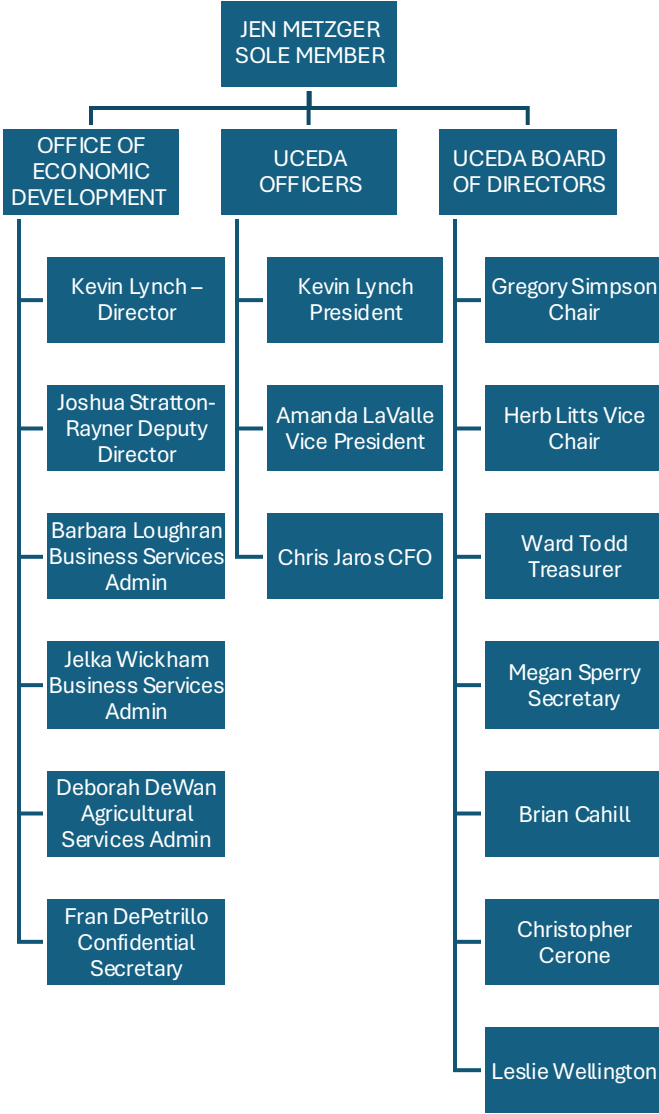 JEN METZGER
SOLE MEMBER
OFFICE OF
ECONOMIC
DEVELOPMENT
Kevin Lynch –
Director
Joshua Stratton-
Rayner Deputy
Director
Barbara Loughran
Business Services
Admin
Jelka Wickham
Business Services
Admin
Deborah DeWan
Agricultural
Services Admin
Fran DePetrillo
Confidential
Secretary
UCEDA
OFFICERS
Kevin Lynch
President
Amanda LaValle
Vice President
Chris Jaros CFO
UCEDA BOARD
OF DIRECTORS
Gregory Simpson
Chair
Herb Litts Vice
Chair
Ward Todd
Treasurer
Megan Sperry
Secretary
Brian Cahill
Christopher
Cerone
Leslie Wellington